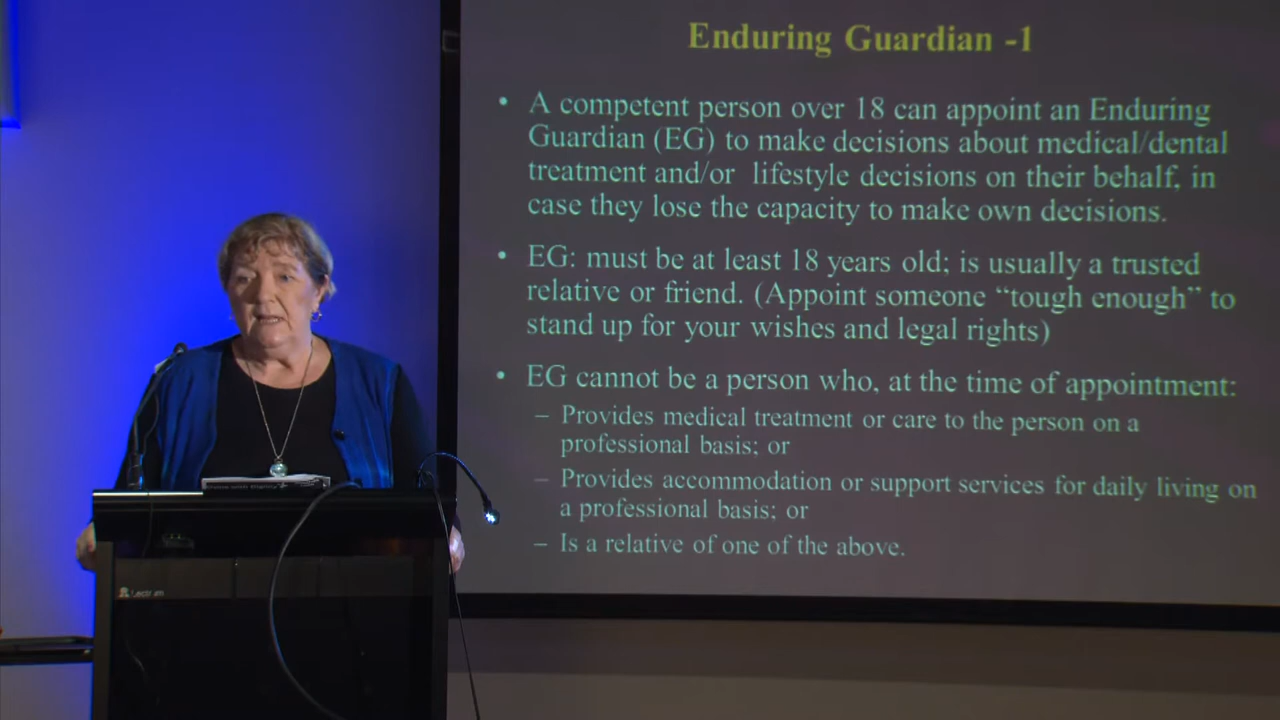 Enduring Guardian -1
• A competent person over 18 can appoint an Enduring
Guardian (EG) to make decisions about medical/dental
treatment and/or lifestyle decisions on their behalf, in
case they lose the capacity to make own decisions.
• EG: must be at least 18 years old; is usually a trusted
relative or friend. (Appoint someone “tough enough” to
stand up for your wishes and legal rights)
• EG cannot be a person who, at the time of appointment:
– Provides medical treatment or care to the person on a
professional basis; or
– Provides accommodation or support services for daily living on
a professional basis; or
– Is a relative of one of the above.